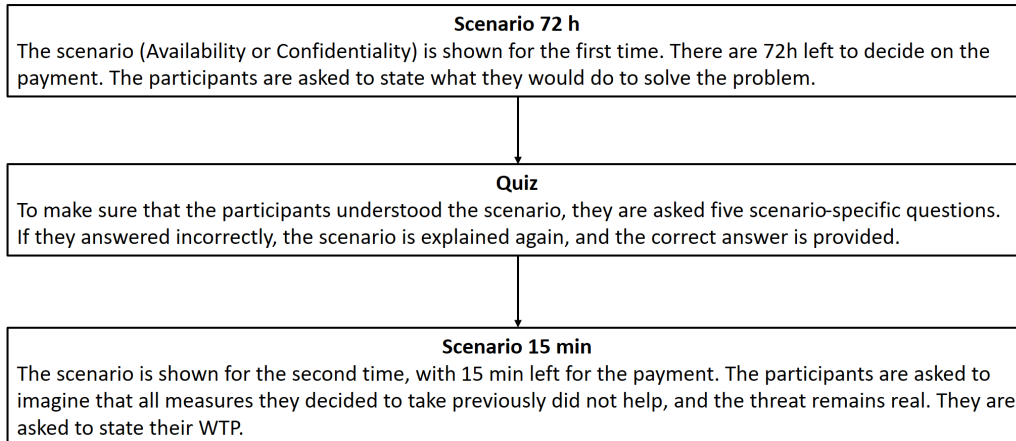 Scenario 72 h
The scenario (Availability or Confidentiality) is shown for the first time. There are 72h left to decide on the
payment. The participants are asked to state what they would do to solve the problem.
Quiz
To make sure that the participants understood the scenario, they are asked five scenario-specific questions.
If they answered incorrectly, the scenario is explained again, and the correct answer is provided.
Scenario 15 min
The scenario is shown for the second time, with 15 min left for the payment. The participants are asked to
imagine that all measures they decided to take previously did not help, and the threat remains real. They are
asked to state their WTP.